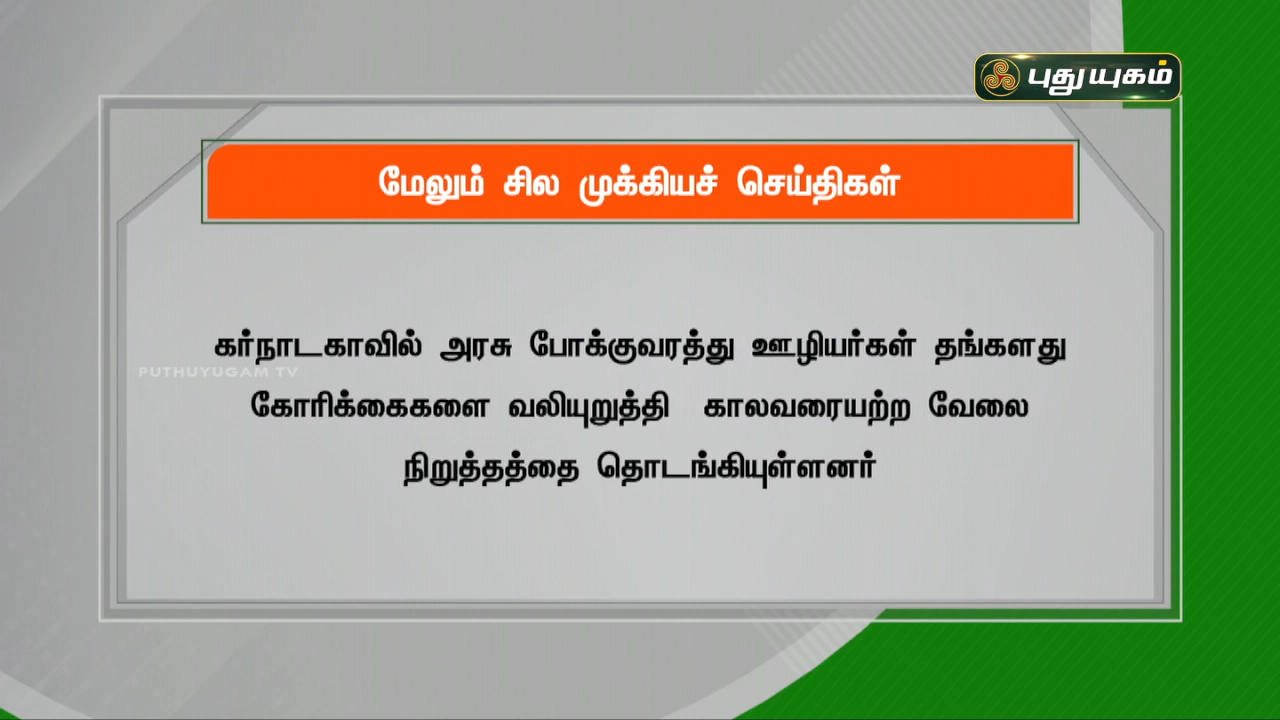 புதுயுகம்
மேலும் சில முக்கியச் செய்திகள்
கர்நாடகாவில் அரசு போக்குவரத்து ஊழியர்கள் தங்களது
PUTHUYUGAM TV
கோரிக்கைகளை வலியுறுத்தி காலவரையற்ற வேலை
நிறுத்தத்தை தொடங்கியுள்ளனர்